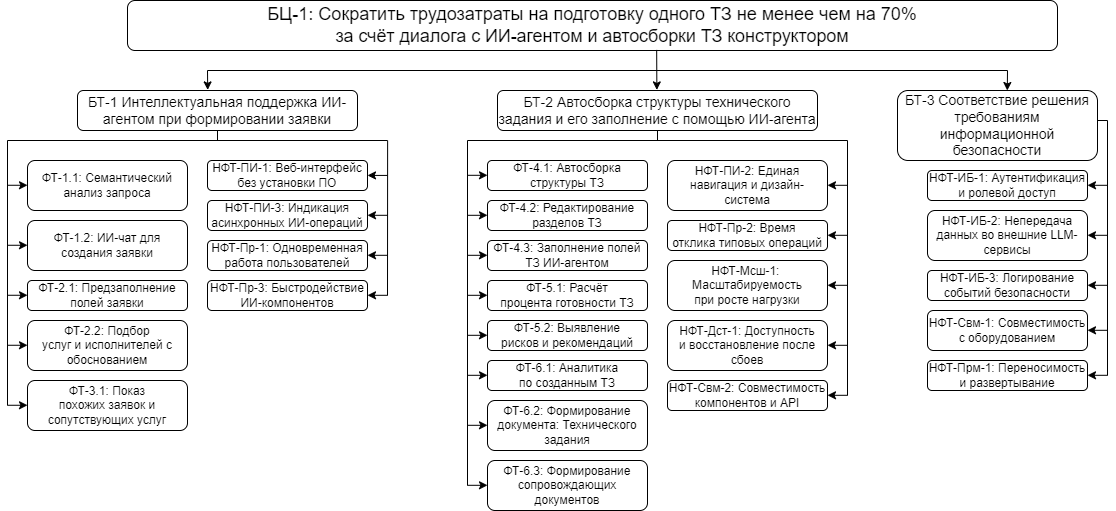 БЦ-1: Сократить трудозатраты на подготовку одного ТЗ не менее чем на 70%
за счёт диалога с ИИ-агентом и автосборки ТЗ конструктором
БТ-1 Интеллектуальная поддержка ИИ-
агентом при формировании заявки
ФТ-1.1: Семантический
анализ запроса
ФТ-1.2: ИИ-чат для
создания заявки
ФТ-2.1: Предзаполнение
полей заявки
ФТ-2.2: Подбор
услуг и исполнителей с
обоснованием
ФТ-3.1: Показ
похожих заявок и
сопутствующих услуг
НФТ-ПИ-1: Веб-интерфейс
без установки ПО
НФТ-ПИ-3: Индикация
асинхронных ИИ-операций
НФТ-Пр-1: Одновременная
работа пользователей
НФТ-Пр-3: Быстродействие
ИИ-компонентов
БТ-2 Автосборка структуры технического
задания и его заполнение с помощью ИИ-агента
ФТ-4.1: Автосборка
структуры ТЗ
ФТ-4.2: Редактирование
разделов ТЗ
ФТ-4.3: Заполнение полей
ТЗ ИИ-агентом
ФТ-5.1: Расчёт
процента готовности ТЗ
ФТ-5.2: Выявление
рисков и рекомендаций
ФТ-6.1: Аналитика
по созданным ТЗ
ФТ-6.2: Формирование
документа: Технического
задания
ФТ-6.3: Формирование
сопровождающих
документов
НФТ-ПИ-2: Единая
навигация и дизайн-
система
НФТ-Пр-2: Время
отклика типовых операций
НФТ-Мсш-1:
Масштабируемость
при росте нагрузки
НФТ-Дст-1: Доступность
и восстановление после
сбоев
НФТ-Свм-2: Совместимость
компонентов и API
БТ-3 Соответствие решения
требованиям
информационной
безопасности
НФТ-ИБ-1: Аутентификация
и ролевой доступ
НФТ-ИБ-2: Непередача
данных во внешние LLM-
сервисы
НФТ-ИБ-3: Логирование
событий безопасности
НФТ-Свм-1: Совместимость
с оборудованием
НФТ-Прм-1: Переносимость
и развертывание